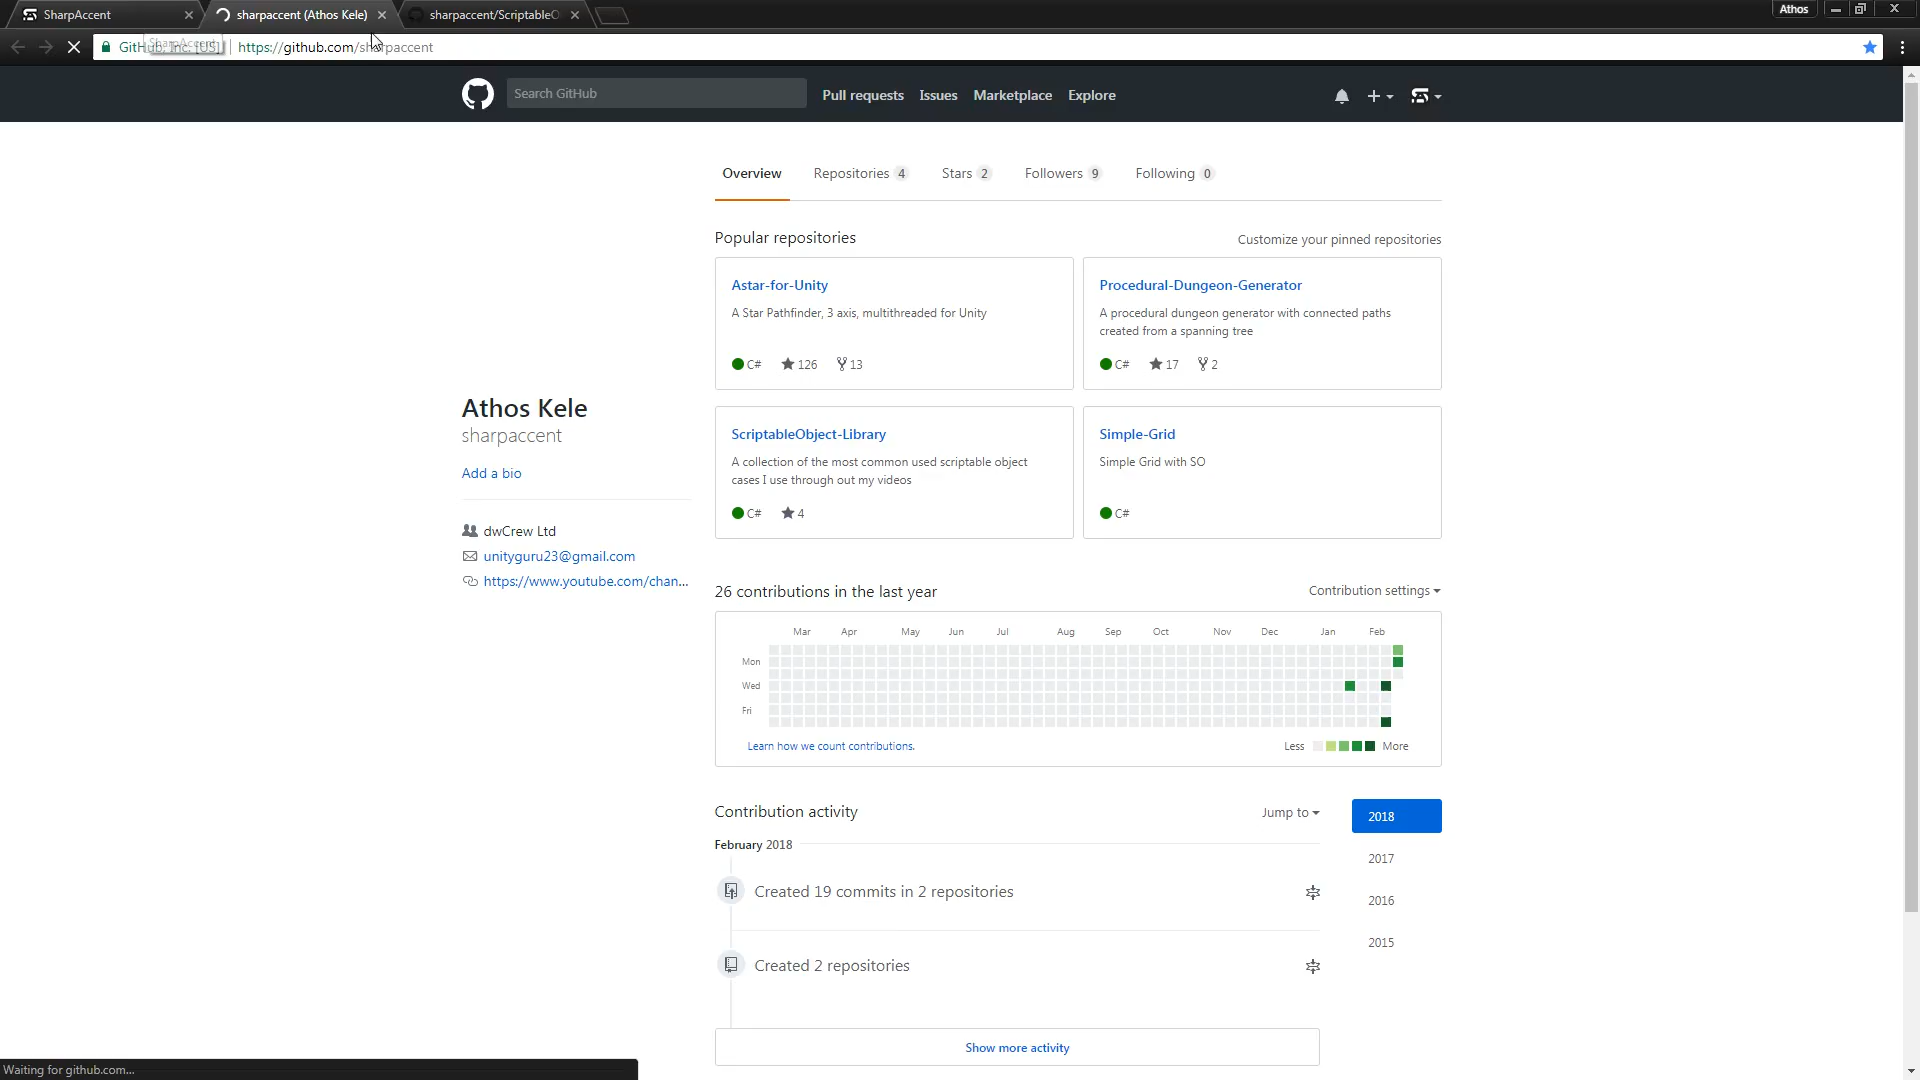 SharpAccent
sharpaccent (Athos Kele)
sharpaccent/ScriptableO
Athos
GitHub, Inc. [US] | https://github.com/sharpaccent
SharpAccent
Search GitHub
Pull requests Issues Marketplace Explore
Overview Repositories 4 Stars 2 Followers 9 Following 0
Popular repositories
Customize your pinned repositories
Astar-for-Unity
A Star Pathfinder, 3 axis, multithreaded for Unity
C# 126 13
Procedural-Dungeon-Generator
A procedural dungeon generator with connected paths
created from a spanning tree
C# 17 2
Athos Kele
sharpaccent
Add a bio
dwCrew Ltd
unityguru23@gmail.com
https://www.youtube.com/chan...
ScriptableObject-Library
A collection of the most common used scriptable object
cases I use through out my videos
C# 4
Simple-Grid
Simple Grid with SO
C#
26 contributions in the last year
Contribution settings
Mar Apr May Jun Jul Aug Sep Oct Nov Dec Jan Feb
Mon
Wed
Fri
Learn how we count contributions.
Less More
Contribution activity
Jump to
2018
2017
2016
2015
February 2018
Created 19 commits in 2 repositories
Created 2 repositories
Show more activity
Waiting for github.com...